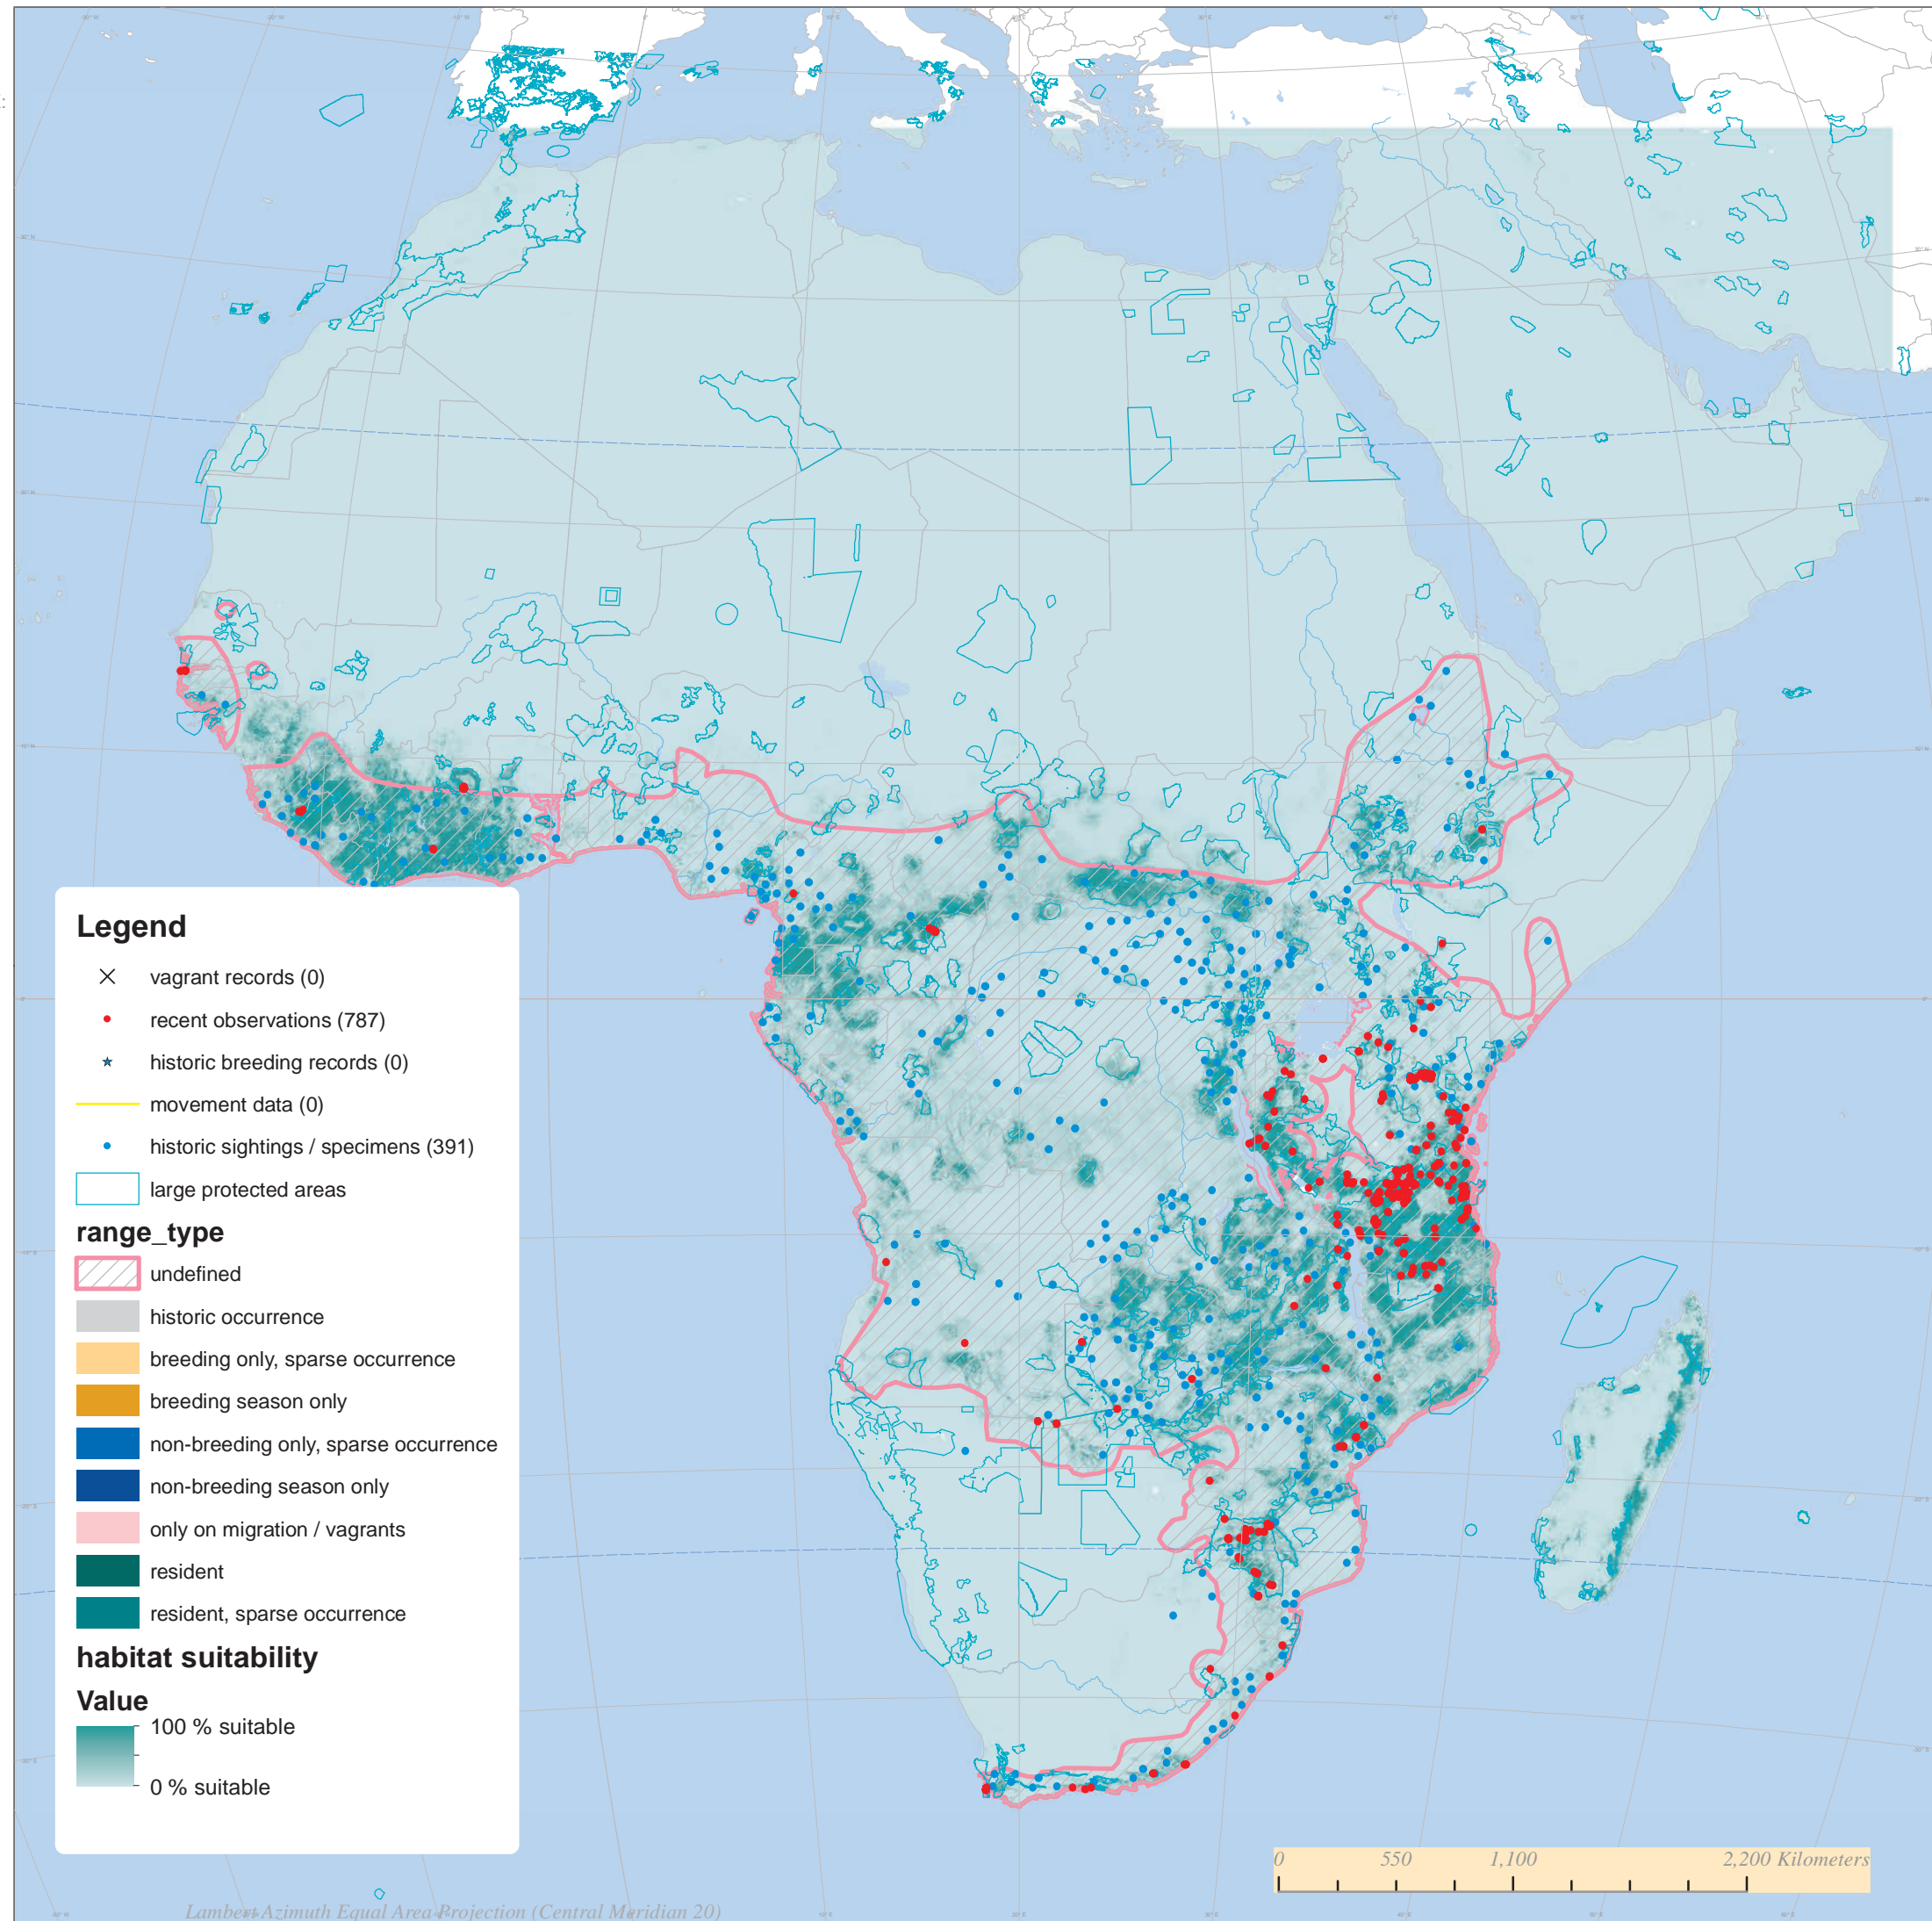 Legend
vagrant records (0)
recent observations (787)
historic breeding records (0)
movement data (0)
historic sightings / specimens (391)
large protected areas
range_type
undefined
historic occurrence
breeding only, sparse occurrence
breeding season only
non-breeding only, sparse occurrence
non-breeding season only
only on migration / vagrants
resident
resident, sparse occurrence
habitat suitability
Value
100 % suitable
0 % suitable
0 550 1,100 2,200 Kilometers
Lambert Azimuth Equal Area Projection (Central Meridian 20)